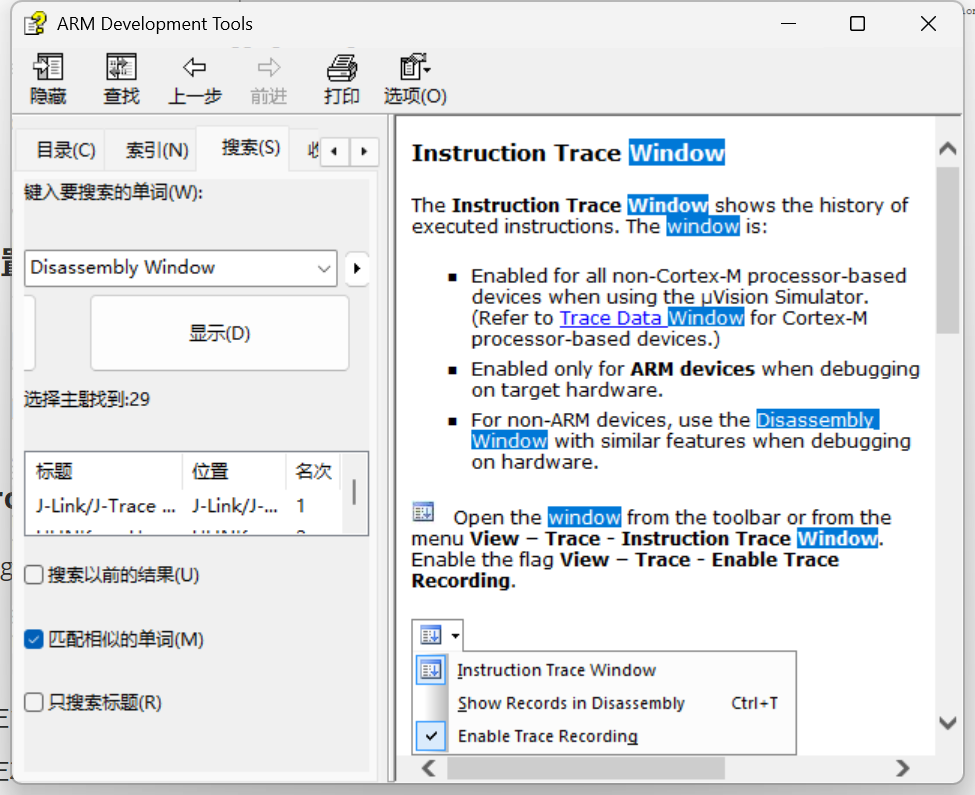 ARM Development Tools
隐藏 查找 上一步 前进 打印 选项(O)
目录(C) 索引(N) 搜索(S)
键入要搜索的单词(W):
Disassembly Window
显示(D)
选择主题找到:29
标题 位置 名次
J-Link/J-Trace ... J-Link/J-... 1
搜索以前的结果(U)
匹配相似的单词(M)
只搜索标题(R)
Instruction Trace Window
The Instruction Trace Window shows the history of
executed instructions. The window is:
▪ Enabled for all non-Cortex-M processor-based
devices when using the µVision Simulator.
(Refer to Trace Data Window for Cortex-M
processor-based devices.)
▪ Enabled only for ARM devices when debugging
on target hardware.
▪ For non-ARM devices, use the Disassembly
Window with similar features when debugging
on hardware.
Open the window from the toolbar or from the
menu View – Trace - Instruction Trace Window.
Enable the flag View – Trace - Enable Trace
Recording.
Instruction Trace Window
Show Records in Disassembly Ctrl+T
Enable Trace Recording